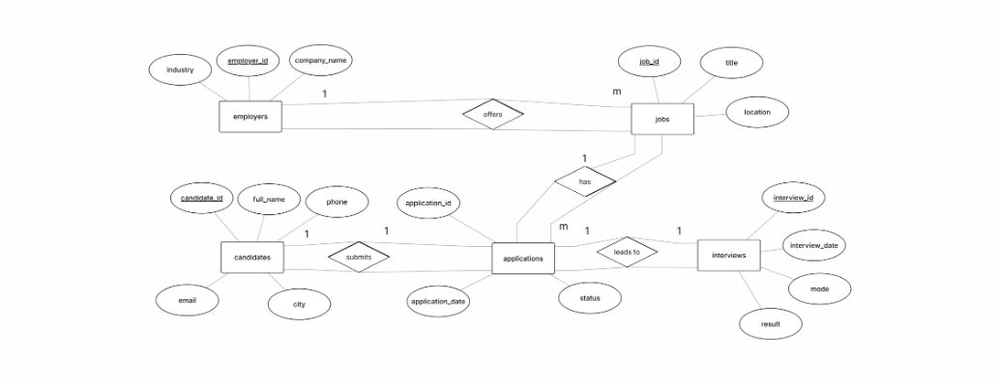 industry
employer_id
company_name
job_id
title
1
m
employers
offers
jobs
location
1
has
candidate_id
full_name
phone
application_id
interview_id
1
1
m
1
1
candidates
submits
applications
leads to
interviews
interview_date
email
city
application_date
status
mode
result